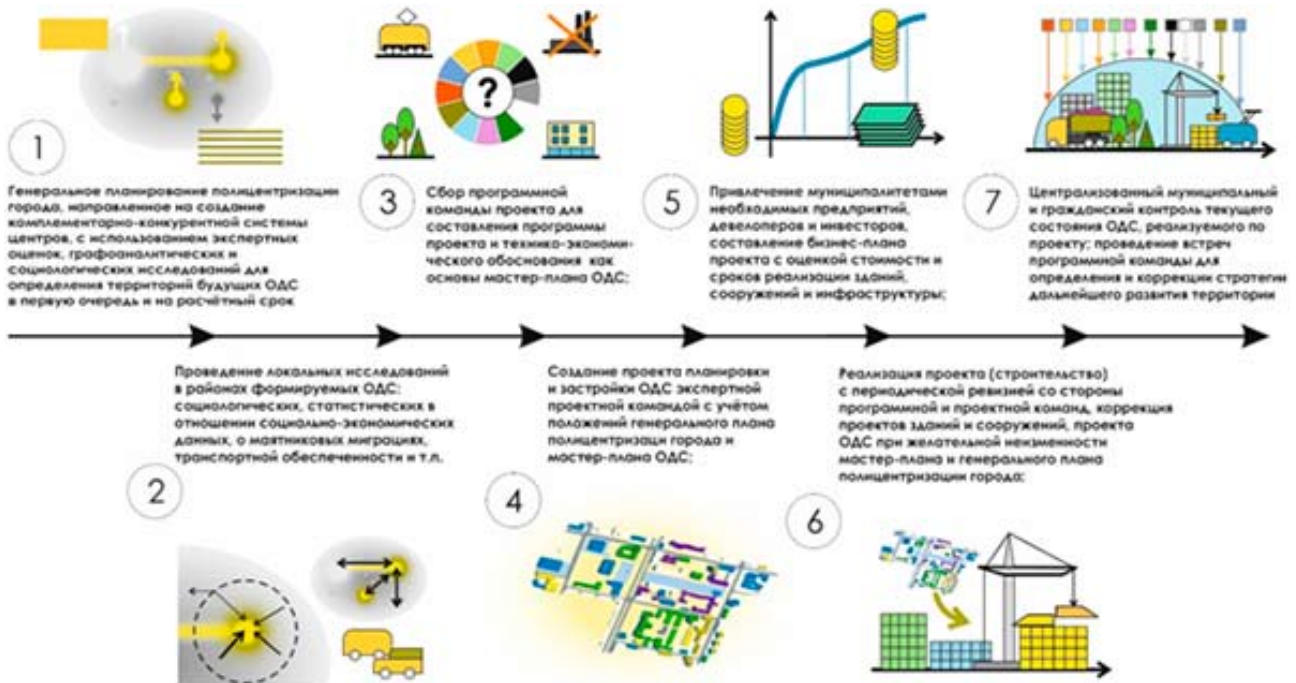 1
Генеральное планирование полицентризации
города, направленное на создание
комплементарно-конкурентной системы
центров, с использованием экспертных
оценок, графоаналитических и
социологических исследований для
определения территорий будущих ОДС
в первую очередь и на расчётный срок
?
3
Сбор программной
команды проекта для
составления программы
проекта и технико-экономи-
ческого обоснования как
основы мастер-плана ОДС;
5
Привлечение муниципалитетами
необходимых предприятий,
девелоперов и инвесторов,
составление бизнес-плана
проекта с оценкой стоимости и
сроков реализации зданий,
сооружений и инфраструктуры;
7
Централизованный муниципальный
и гражданский контроль текущего
состояния ОДС, реализуемого по
проекту; проведение встреч
программной команды для
определения и коррекции стратегии
дальнейшего развития территории
Проведение локальных исследований
в районах формируемых ОДС:
социологических, статистических в
отношении социально-экономических
данных, о маятниковых миграциях,
транспортной обеспеченности и т.п.
2
Создание проекта планировки
и застройки ОДС экспертной
проектной командой с учётом
положений генерального плана
полицентризаци города и
мастер-плана ОДС;
4
Реализация проекта (строительство)
с периодической ревизией со стороны
программной и проектной команд, коррекция
проектов зданий и сооружений, проекта
ОДС при желательной неизменности
мастер-плана и генерального плана
полицентризации города;
6